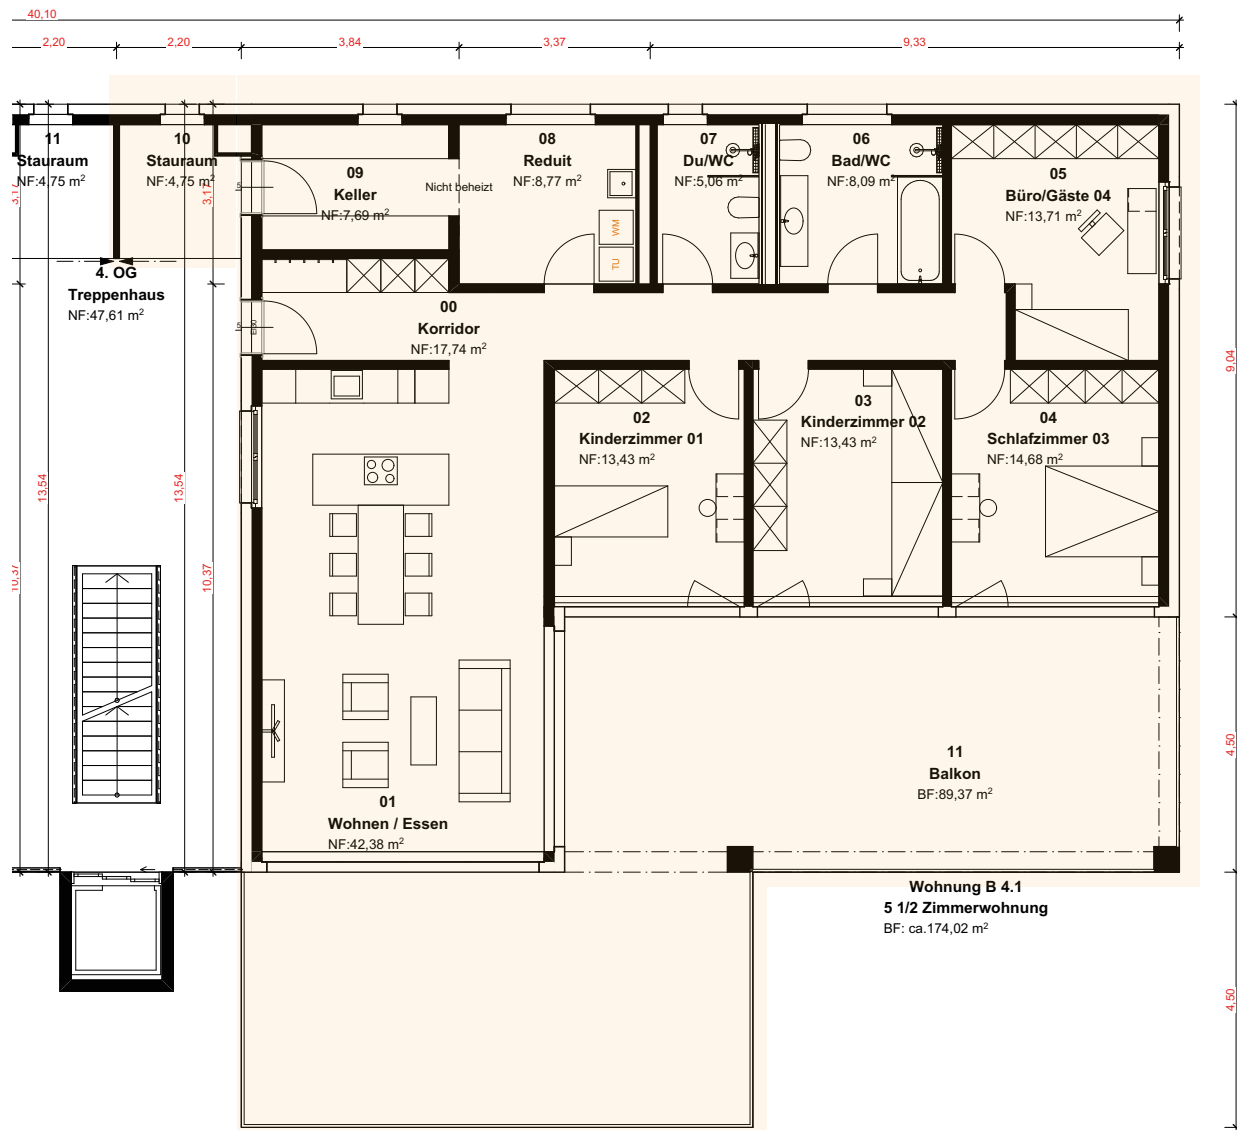 40,10
2,20
2,20
3,84
3,37
9,33
11
Stauraum
NF:4,75 m²
10
Stauraum
NF:4,75 m²
09
Keller
NF:7,69 m²
Nicht beheizt
08
Reduit
NF:8,77 m²
07
Du/WC
NF:5,06 m²
06
Bad/WC
NF:8,09 m²
05
Büro/Gäste 04
NF:13,71 m²
3,17
3,17
WM
TU
4. OG
Treppenhaus
NF:47,61 m²
00
Korridor
NF:17,74 m²
EI30
9,04
02
Kinderzimmer 01
NF:13,43 m²
03
Kinderzimmer 02
NF:13,43 m²
04
Schlafzimmer 03
NF:14,68 m²
13,54
13,54
10,37
10,37
4,50
11
Balkon
BF:89,37 m²
01
Wohnen / Essen
NF:42,38 m²
Wohnung B 4.1
5 1/2 Zimmerwohnung
BF: ca.174,02 m²
4,50